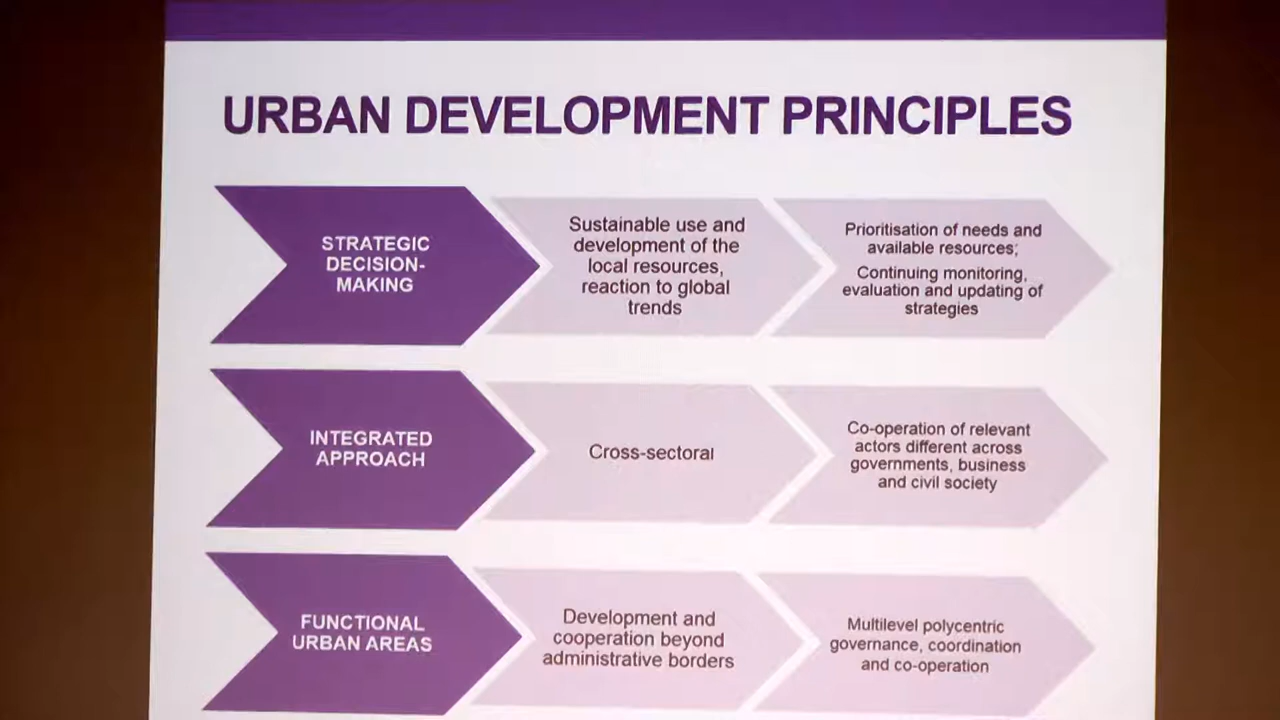 URBAN DEVELOPMENT PRINCIPLES
STRATEGIC
DECISION-
MAKING
Sustainable use and
development of the
local resources,
reaction to global
trends
Prioritisation of needs and
available resources;
Continuing monitoring,
evaluation and updating of
strategies
INTEGRATED
APPROACH
Cross-sectoral
Co-operation of relevant
actors different across
governments, business
and civil society
FUNCTIONAL
URBAN AREAS
Development and
cooperation beyond
administrative borders
Multilevel polycentric
governance, coordination
and co-operation